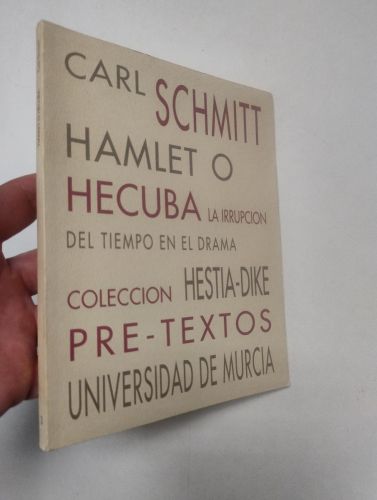 CARL SCHMITT
HAMLET O
HECUBA LA IRRUPCION
DEL TIEMPO EN EL DRAMA
COLECCION HESTIA-DIKE
PRE-TEXTOS
UNIVERSIDAD DE MURCIA